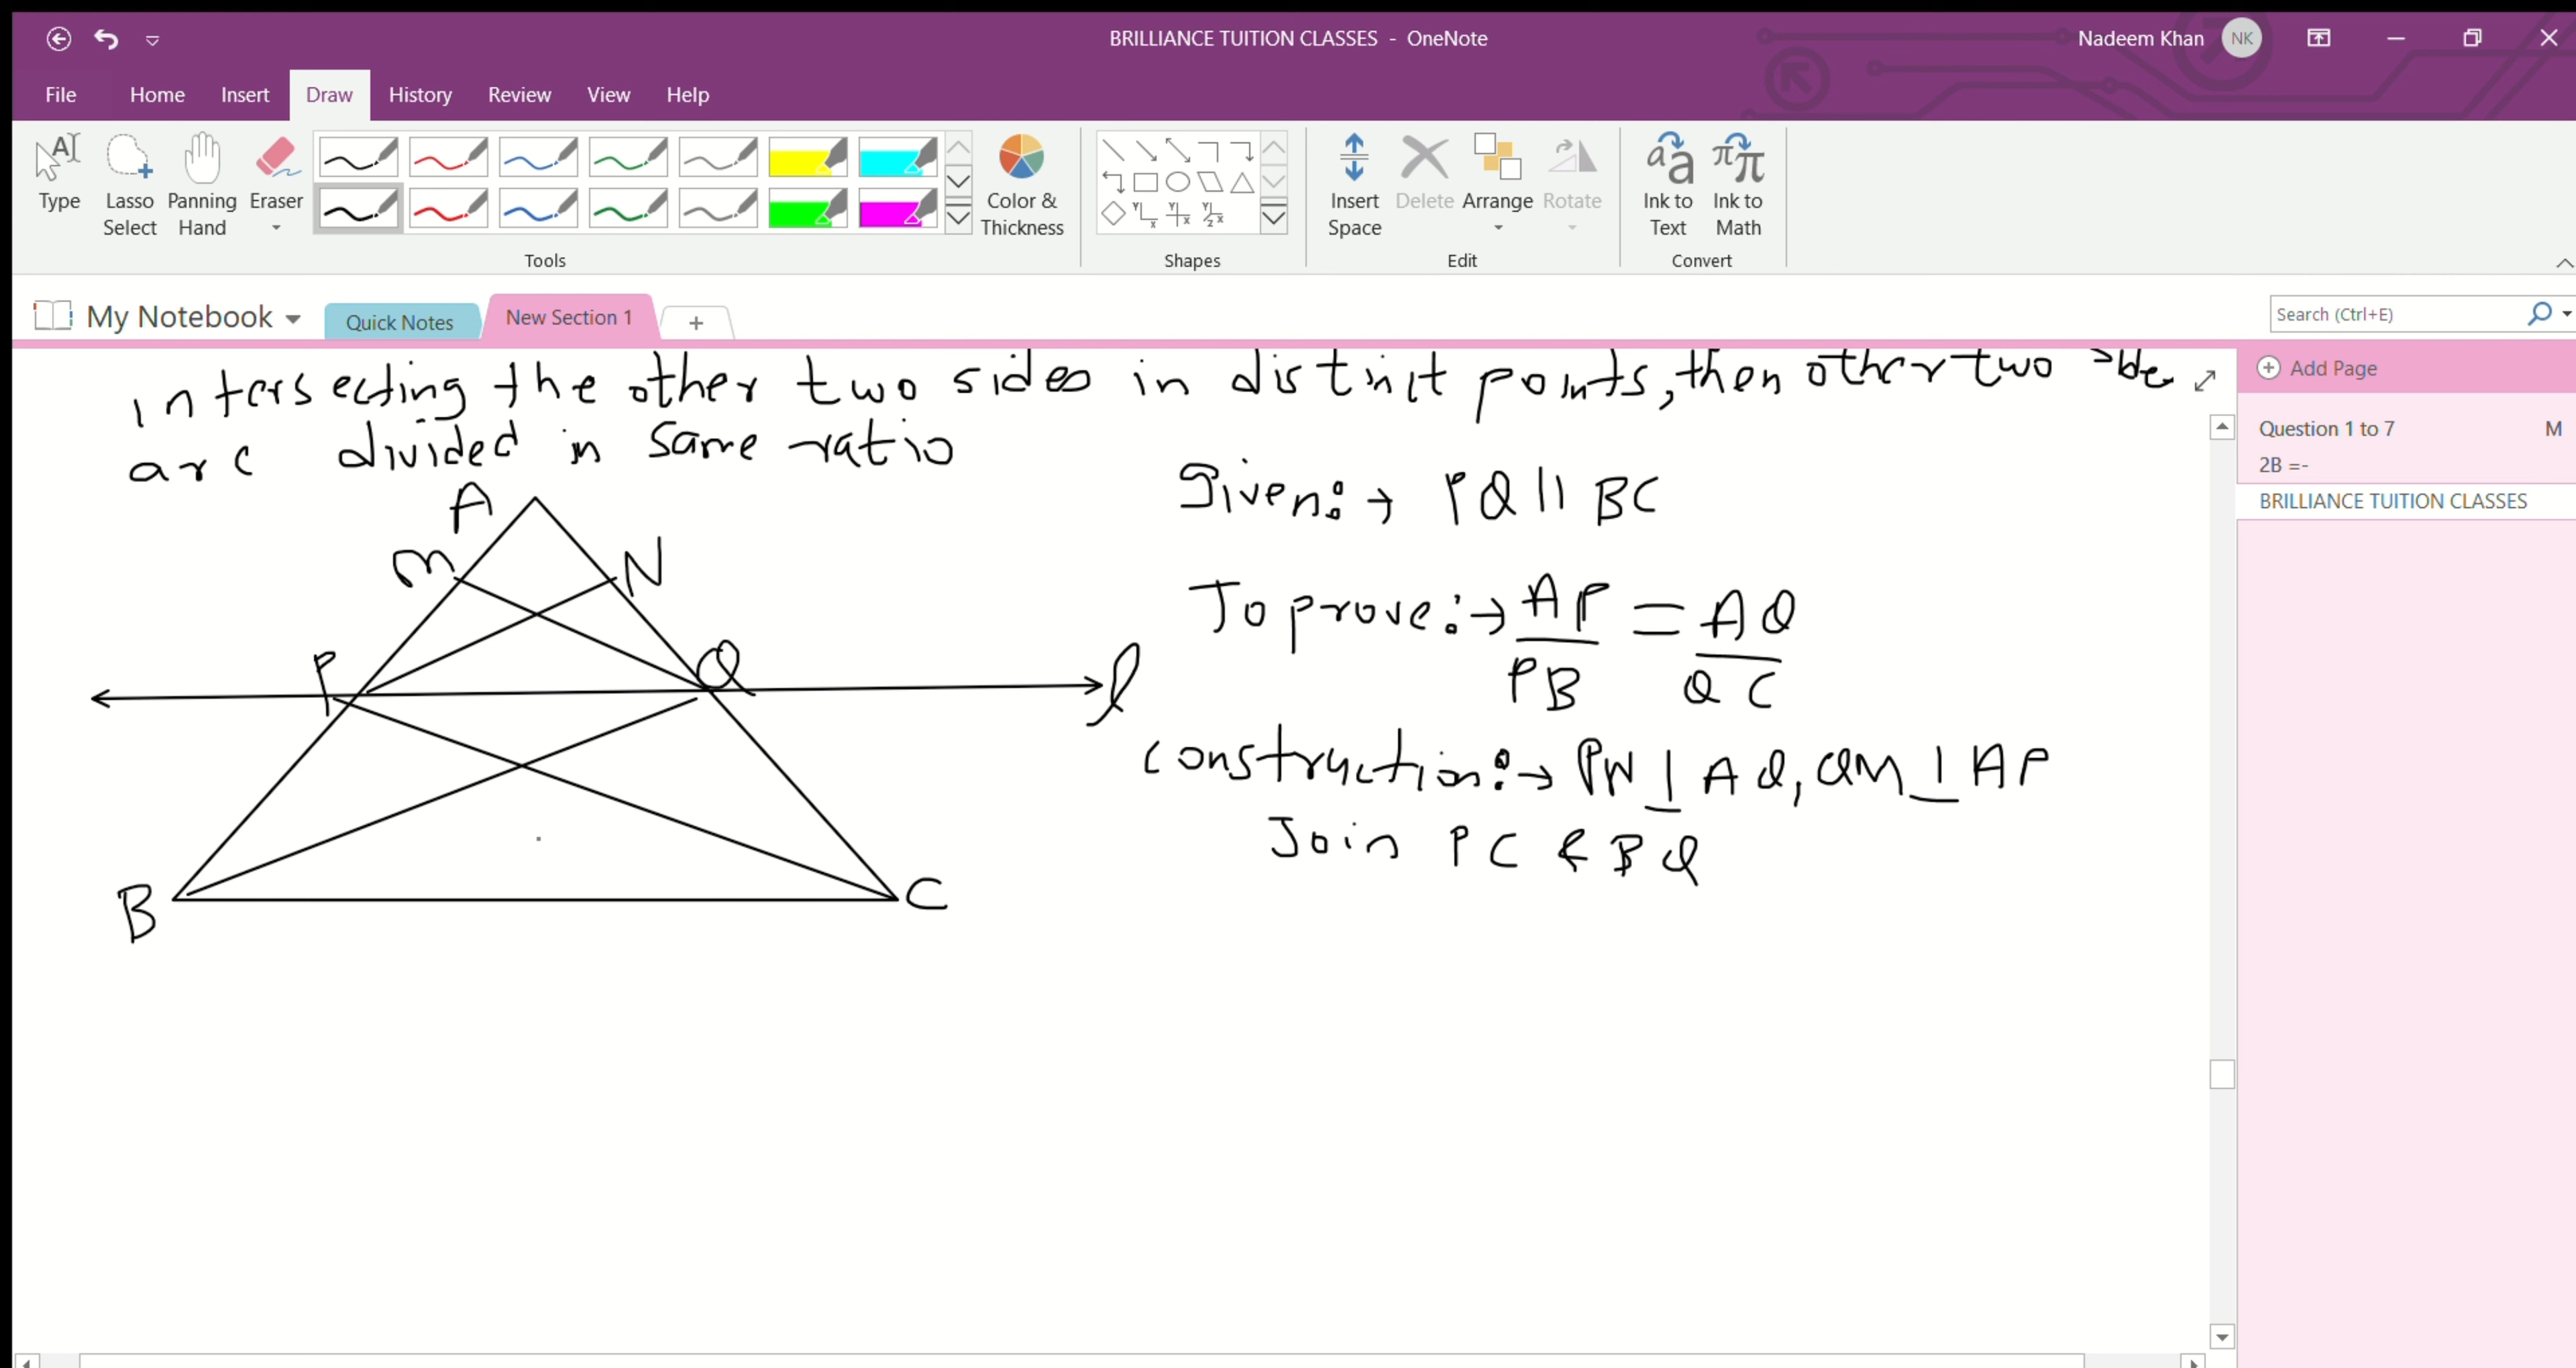 BRILLIANCE TUITION CLASSES - OneNote
Nadeem Khan NK
File Home Insert Draw History Review View Help
Type Lasso Select Panning Hand Eraser
Color & Thickness
Insert Space Delete Arrange Rotate
Ink to Text Ink to Math
Tools Shapes Edit Convert
My Notebook Quick Notes New Section 1 +
Search (Ctrl+E)
Add Page
Question 1 to 7 M
2B =-
BRILLIANCE TUITION CLASSES
intersecting the other two sides in distinct points, then other two
are divided in same ratio
Given:→ PQ || BC
To prove:→ AP/PB = AQ/QC
Construction:→ PN ⊥ AQ, QM ⊥ AP
Join PC & BQ
A
M N
P Q l
B C